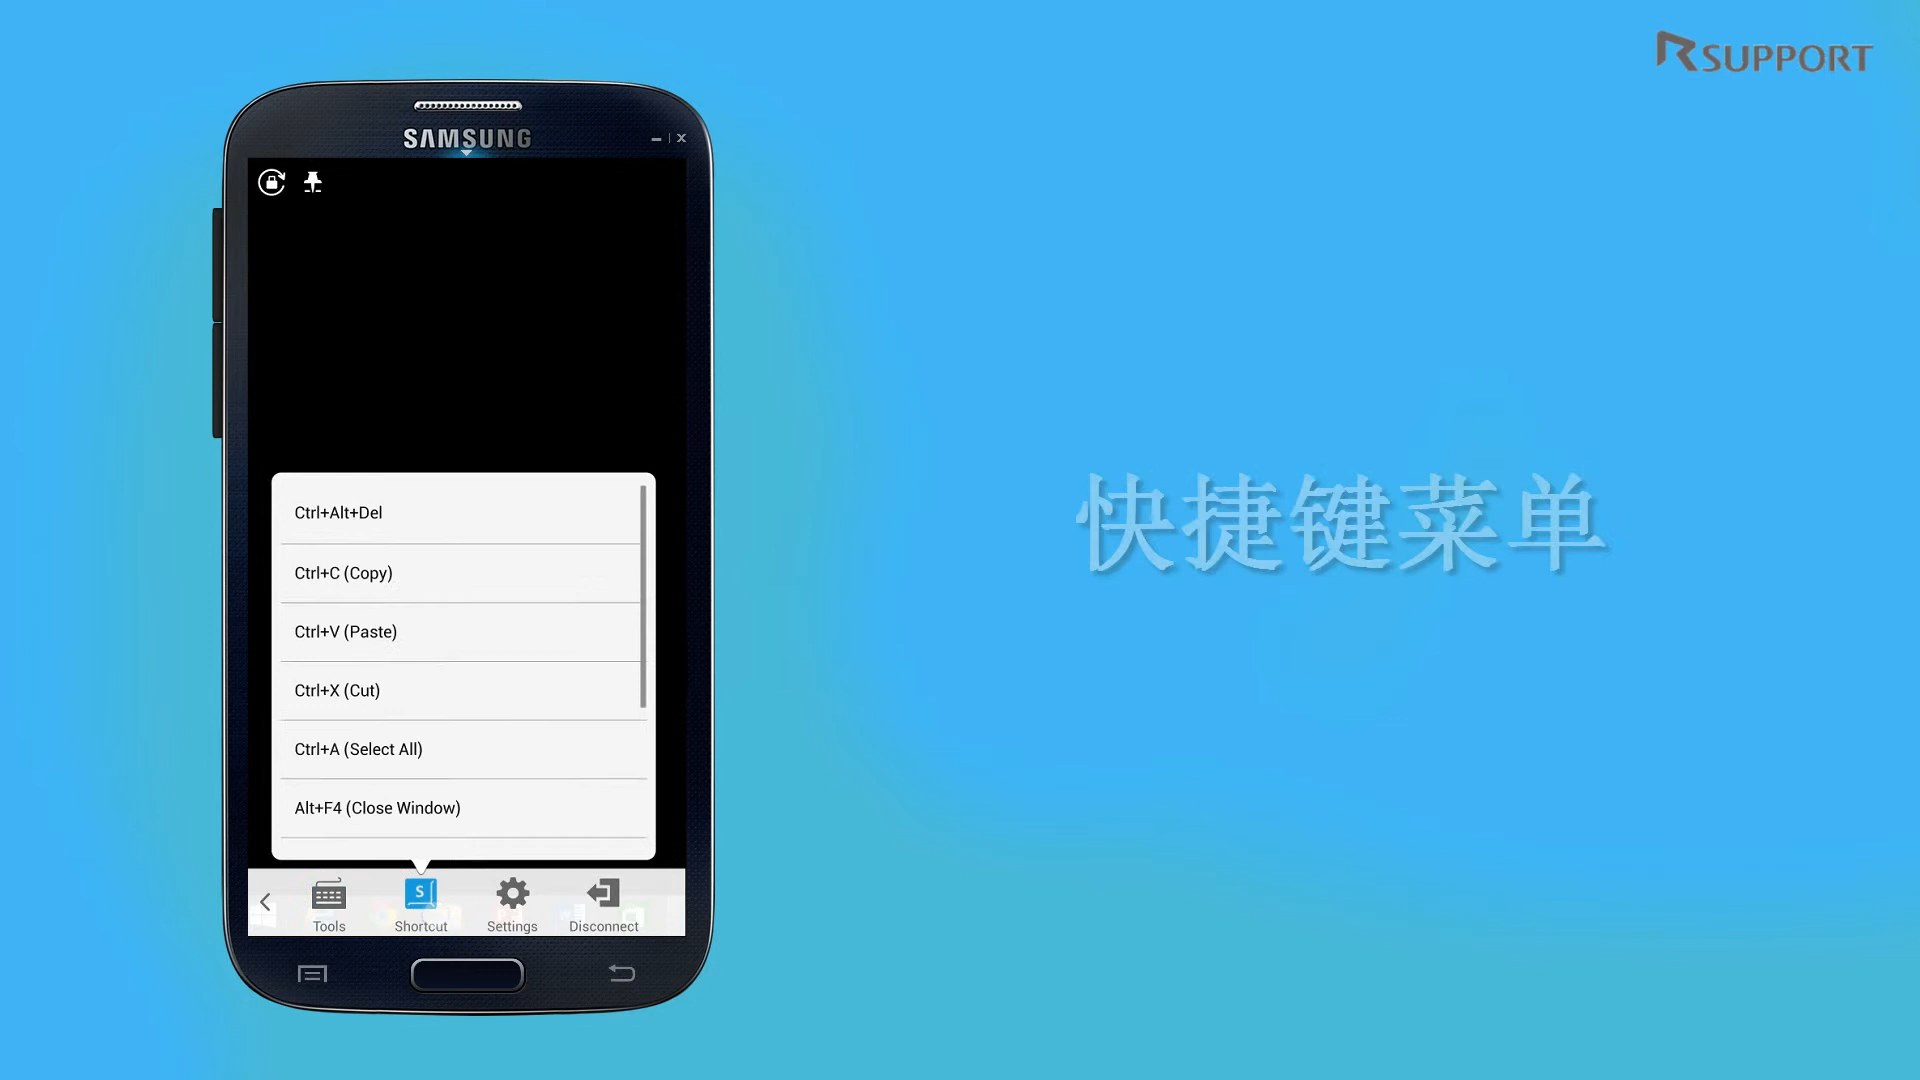 RSUPPORT
SAMSUNG
Ctrl+Alt+Del
Ctrl+C (Copy)
Ctrl+V (Paste)
Ctrl+X (Cut)
Ctrl+A (Select All)
Alt+F4 (Close Window)
S
Tools
Shortcut
Settings
Disconnect
快捷键菜单